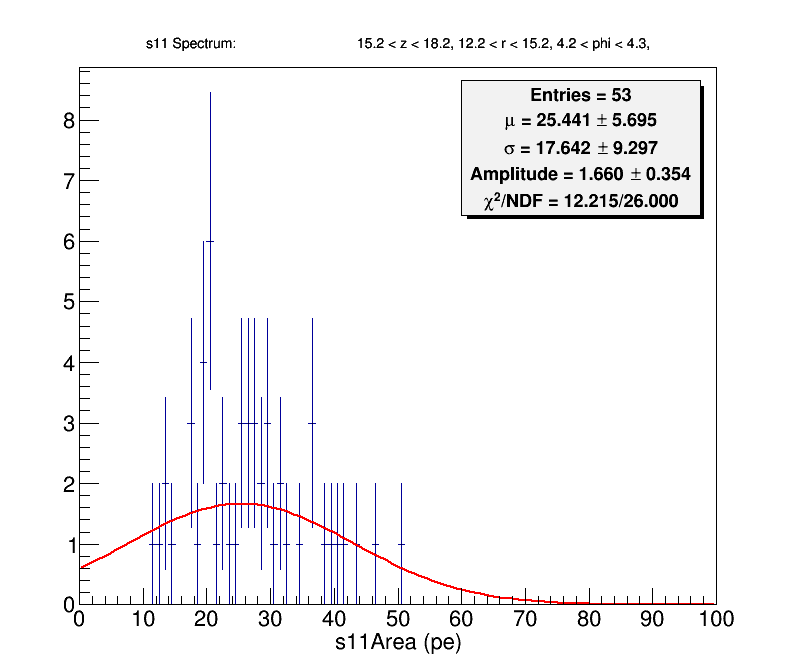 s11 Spectrum: 15.2 < z < 18.2, 12.2 < r < 15.2, 4.2 < phi < 4.3,
Entries = 53
μ = 25.441 ± 5.695
σ = 17.642 ± 9.297
Amplitude = 1.660 ± 0.354
χ²/NDF = 12.215/26.000
8
7
6
5
4
3
2
1
0
0 10 20 30 40 50 60 70 80 90 100
s11Area (pe)